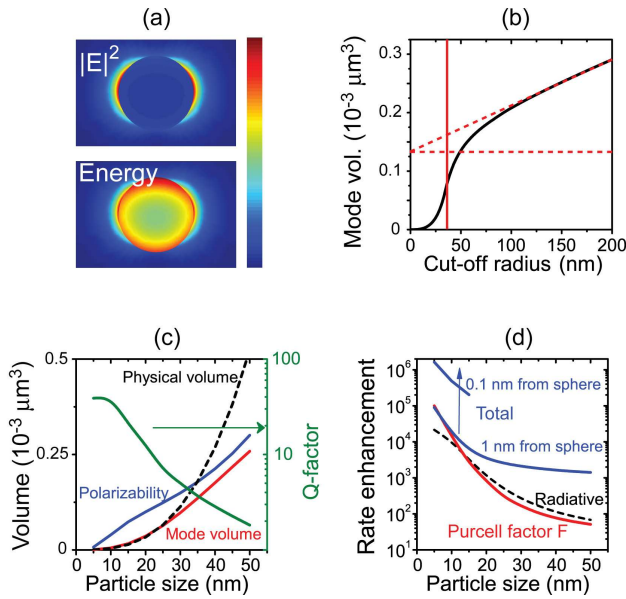 (a)
|E|²
Energy
(b)
Mode vol. (10⁻³ μm³)
0.3
0.2
0.1
0
0 50 100 150 200
Cut-off radius (nm)
(c)
Volume (10⁻³ μm³)
0.5
0.25
0
Physical volume
Polarizability
Mode volume
100
10
Q-factor
0 10 20 30 40 50
Particle size (nm)
(d)
Rate enhancement
10⁶
10⁵
10⁴
10³
10²
10¹
0.1 nm from sphere
Total
1 nm from sphere
Radiative
Purcell factor F
0 10 20 30 40 50
Particle size (nm)